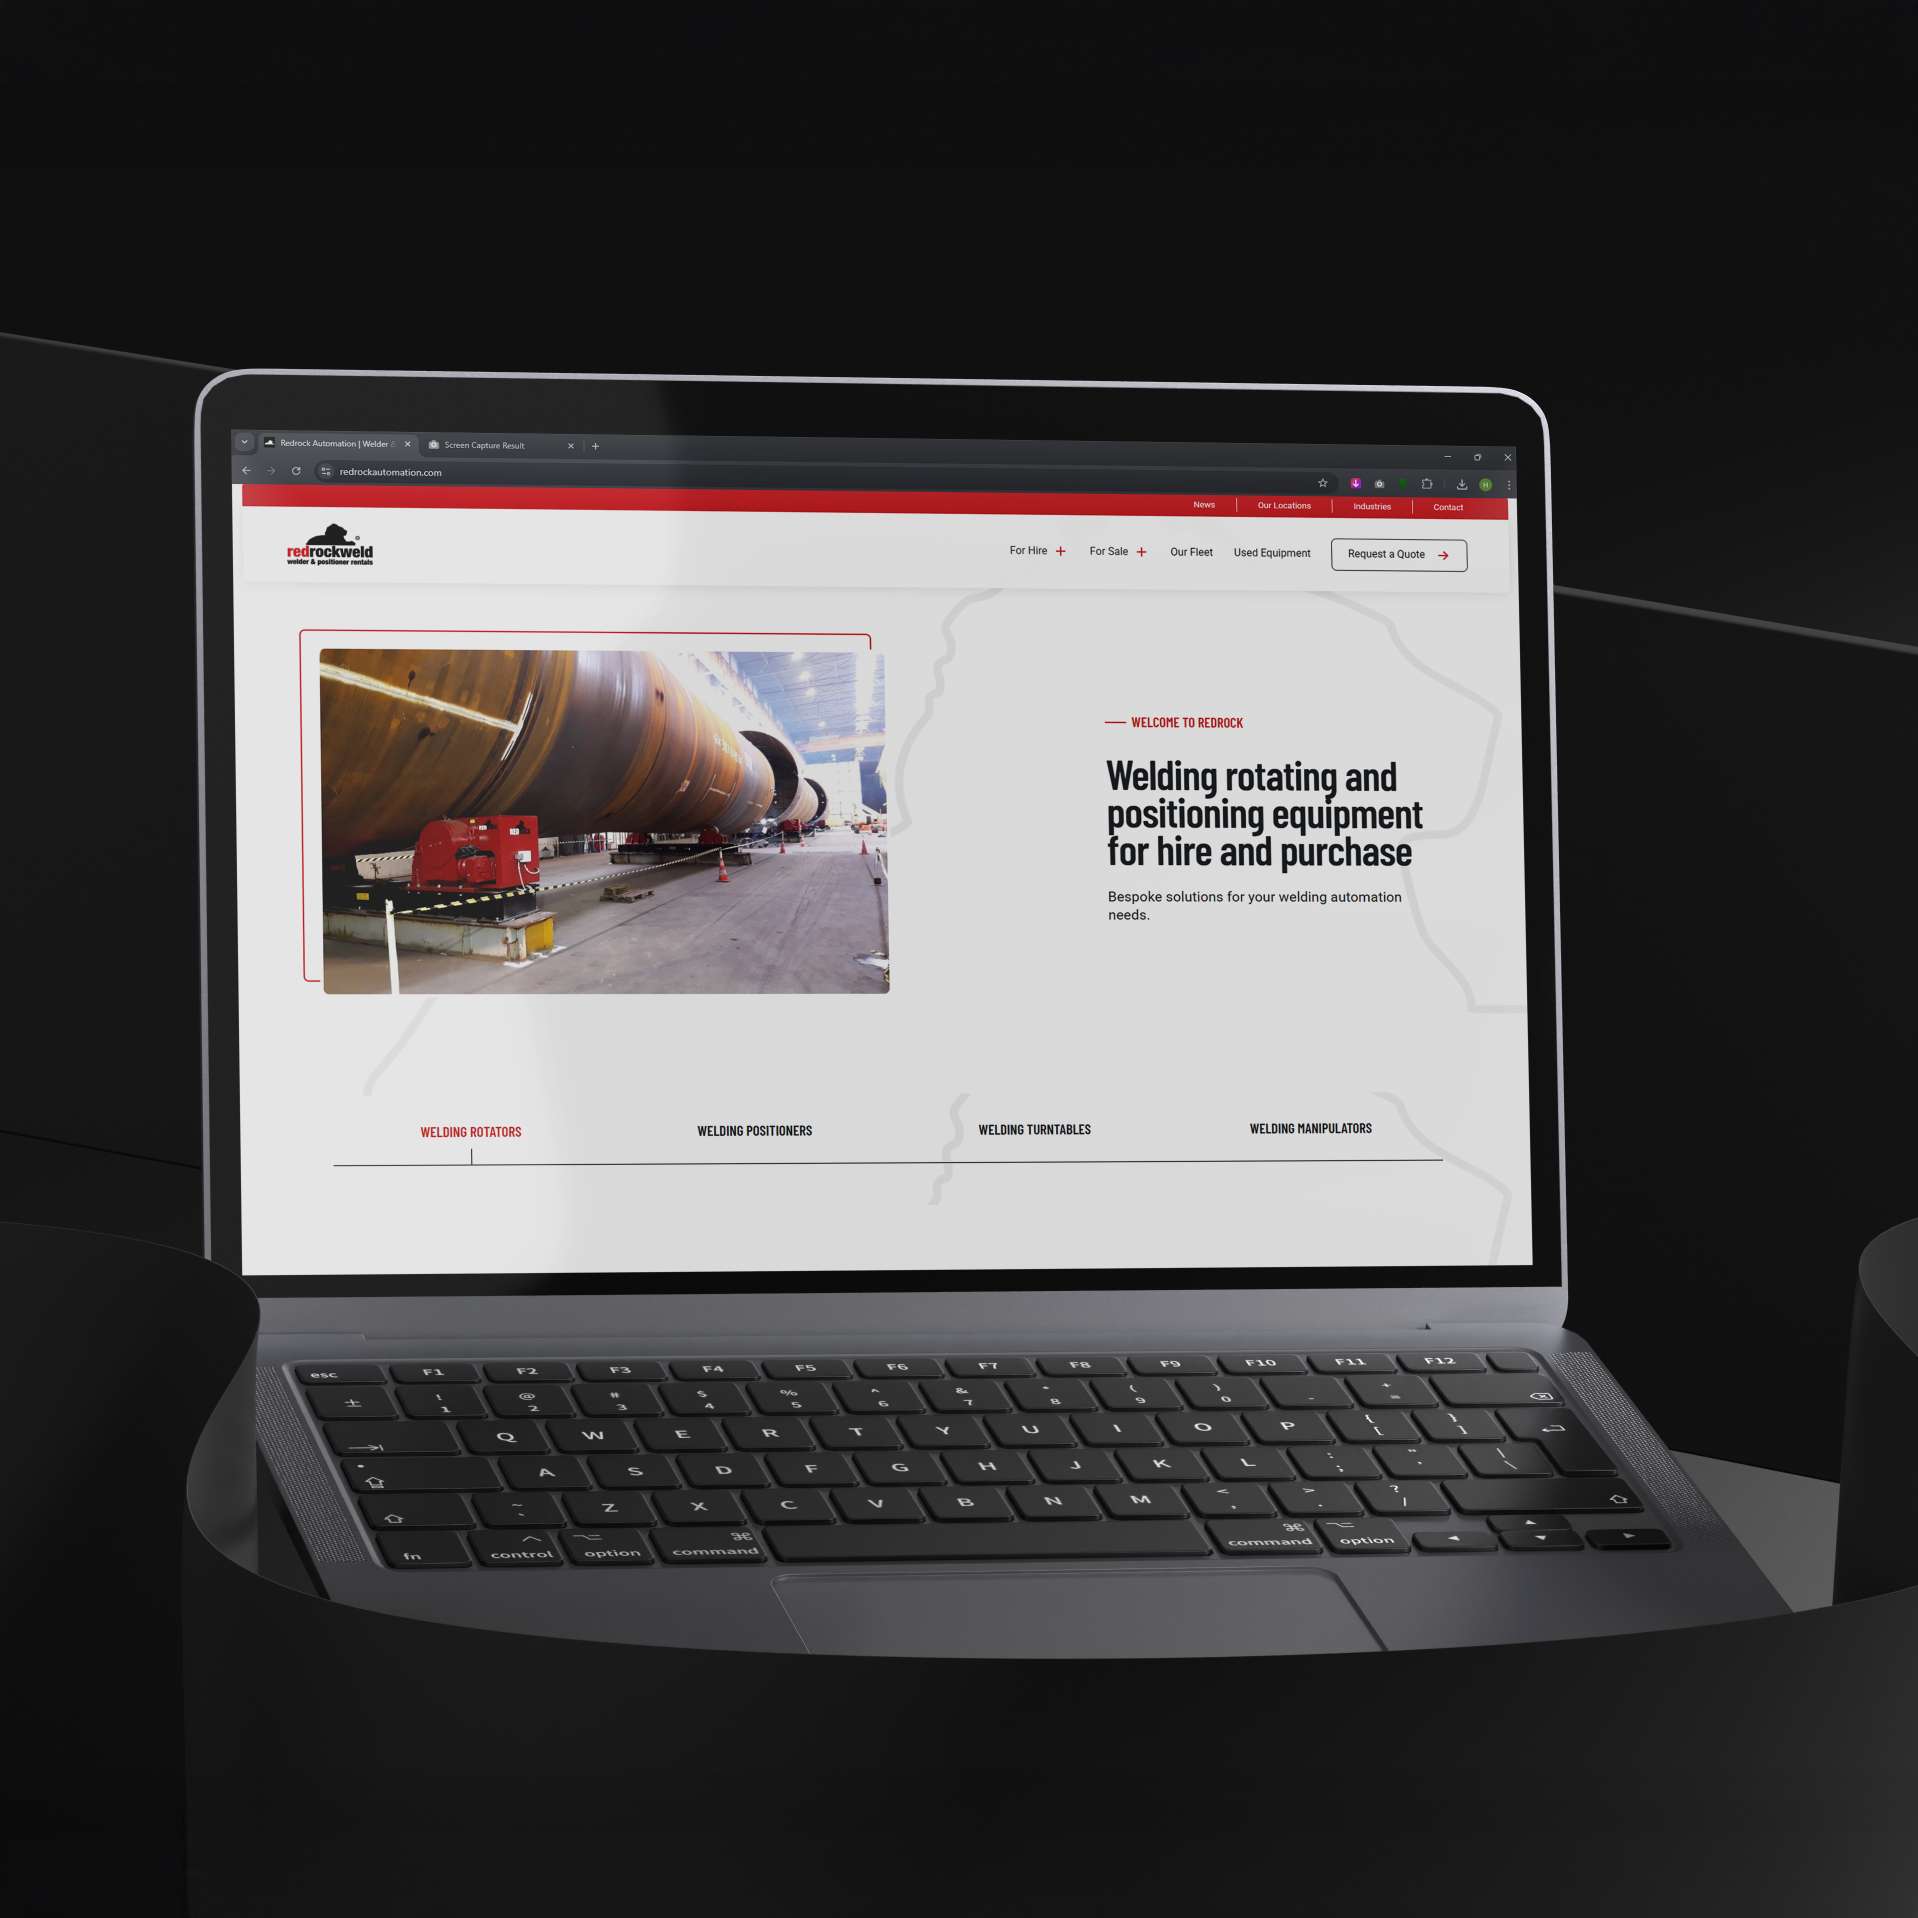 Redrock Automation | Welder &
Screen Capture Result
redrockautomation.com
H
News
Our Locations
Industries
Contact
redrockweld
welder & positioner rentals
For Hire +
For Sale +
Our Fleet
Used Equipment
Request a Quote →
WELCOME TO REDROCK
Welding rotating and
positioning equipment
for hire and purchase
Bespoke solutions for your welding automation
needs.
WELDING ROTATORS
WELDING POSITIONERS
WELDING TURNTABLES
WELDING MANIPULATORS
esc F1 F2 F3 F4 F5 F6 F7 F8 F9 F10 F11 F12
± ! 1 @ 2 # 3 $ 4 % 5 ^ 6 & 7 * 8 ( 9 ) 0 - + =
Q W E R T Y U I O P { [ } ]
A S D F G H J K L : ; " ' | \
~ ` Z X C V B N M < , > . ? /
fn control option command command option